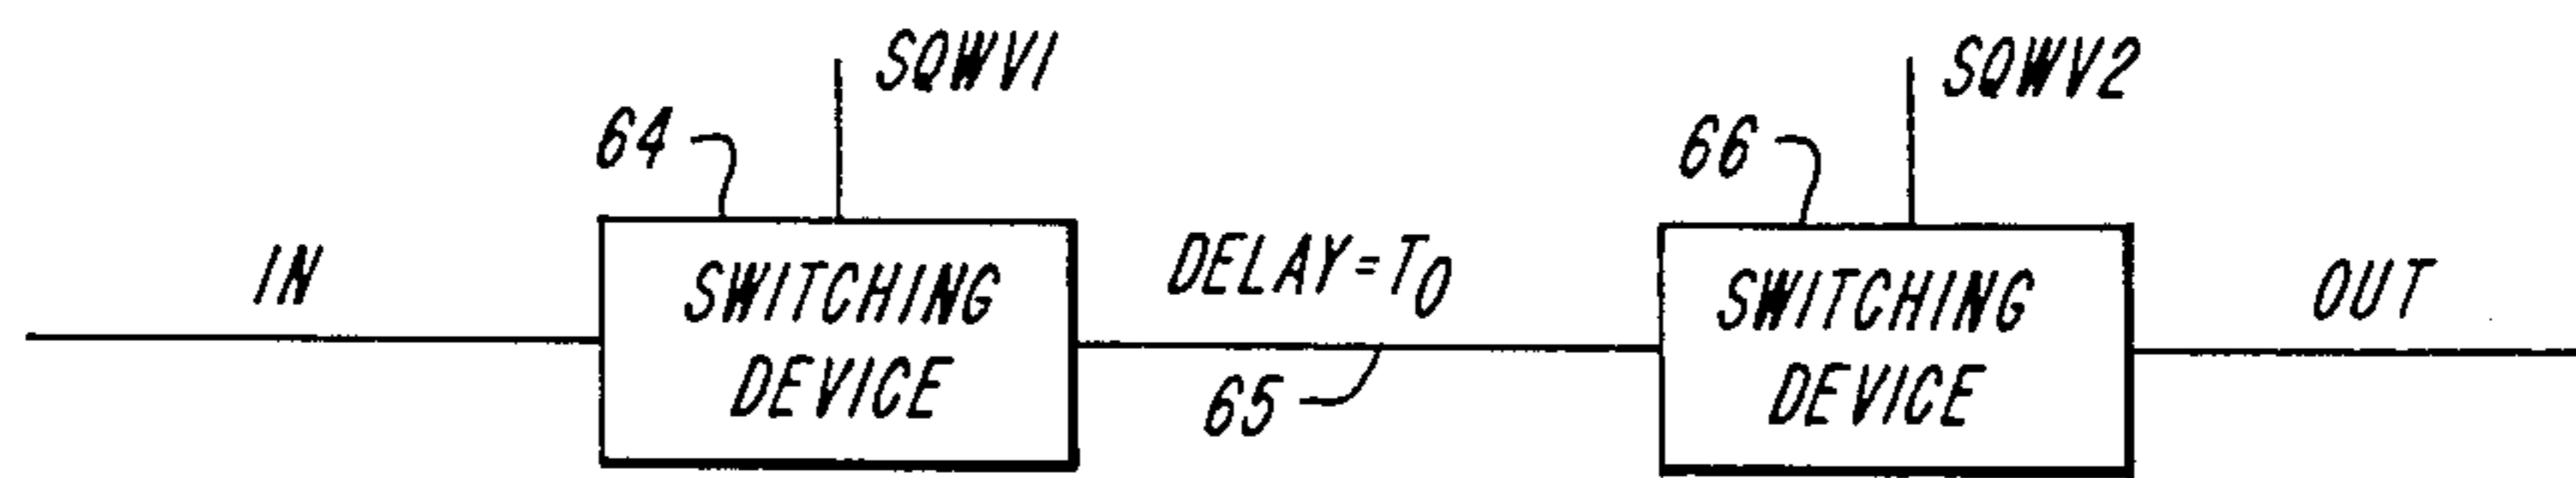 SQWV1
SQWV2
64
66
IN
SWITCHING
DEVICE
DELAY=T0
65
SWITCHING
DEVICE
OUT